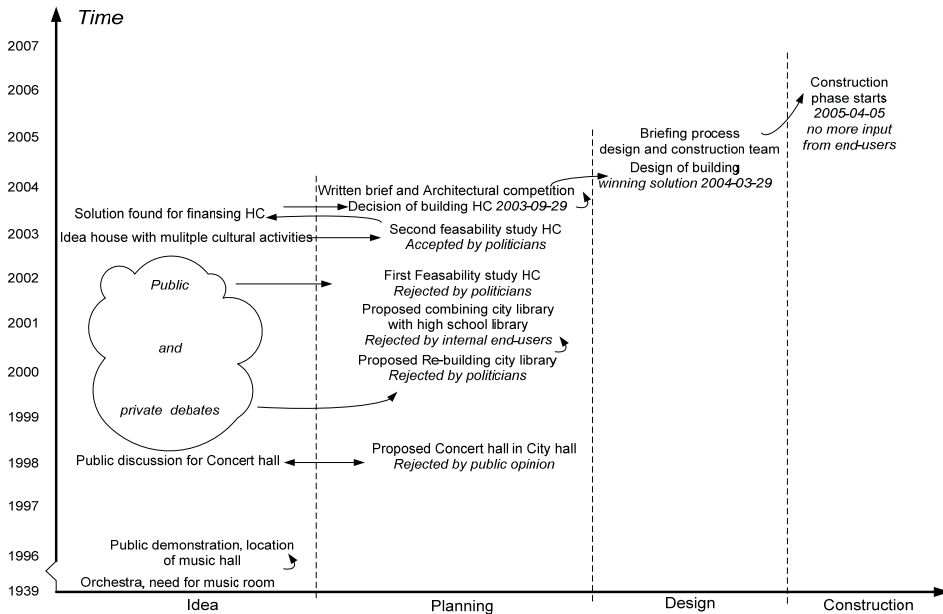 Time
2007
2006
2005
2004
2003
2002
2001
2000
1999
1998
1997
1996
1939
Construction
phase starts
2005-04-05
no more input
from end-users
Briefing process
design and construction team
Design of building
winning solution 2004-03-29
Written brief and Architectural competition
Decision of building HC 2003-09-29
Solution found for finansing HC
Second feasability study HC
Accepted by politicians
Idea house with mulitple cultural activities
First Feasability study HC
Rejected by politicians
Public
and
private debates
Proposed combining city library
with high school library
Rejected by internal end-users
Proposed Re-building city library
Rejected by politicians
Public discussion for Concert hall
Proposed Concert hall in City hall
Rejected by public opinion
Public demonstration, location
of music hall
Orchestra, need for music room
Idea
Planning
Design
Construction